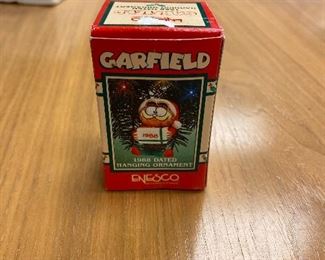 GARFIELD
1988
1988 DATED
HANGING ORNAMENT
ENESCO